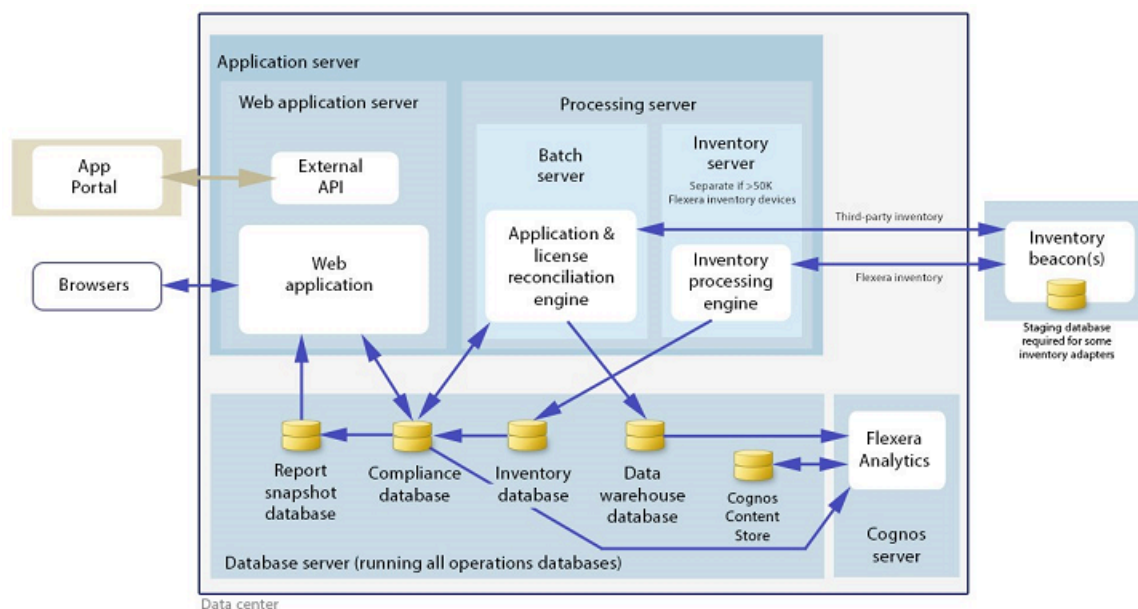 Application server
Web application server
Processing server
App
Portal
External
API
Batch
server
Inventory
server
Separate if >50K
Flexera inventory devices
Third-party inventory
Browsers
Web
application
Application &
license
reconciliation
engine
Inventory
processing
engine
Flexera inventory
Inventory
beacon(s)
Staging database
required for some
inventory adapters
Report
snapshot
database
Compliance
database
Inventory
database
Data
warehouse
database
Cognos
Content
Store
Flexera
Analytics
Cognos
server
Database server (running all operations databases)
Data center